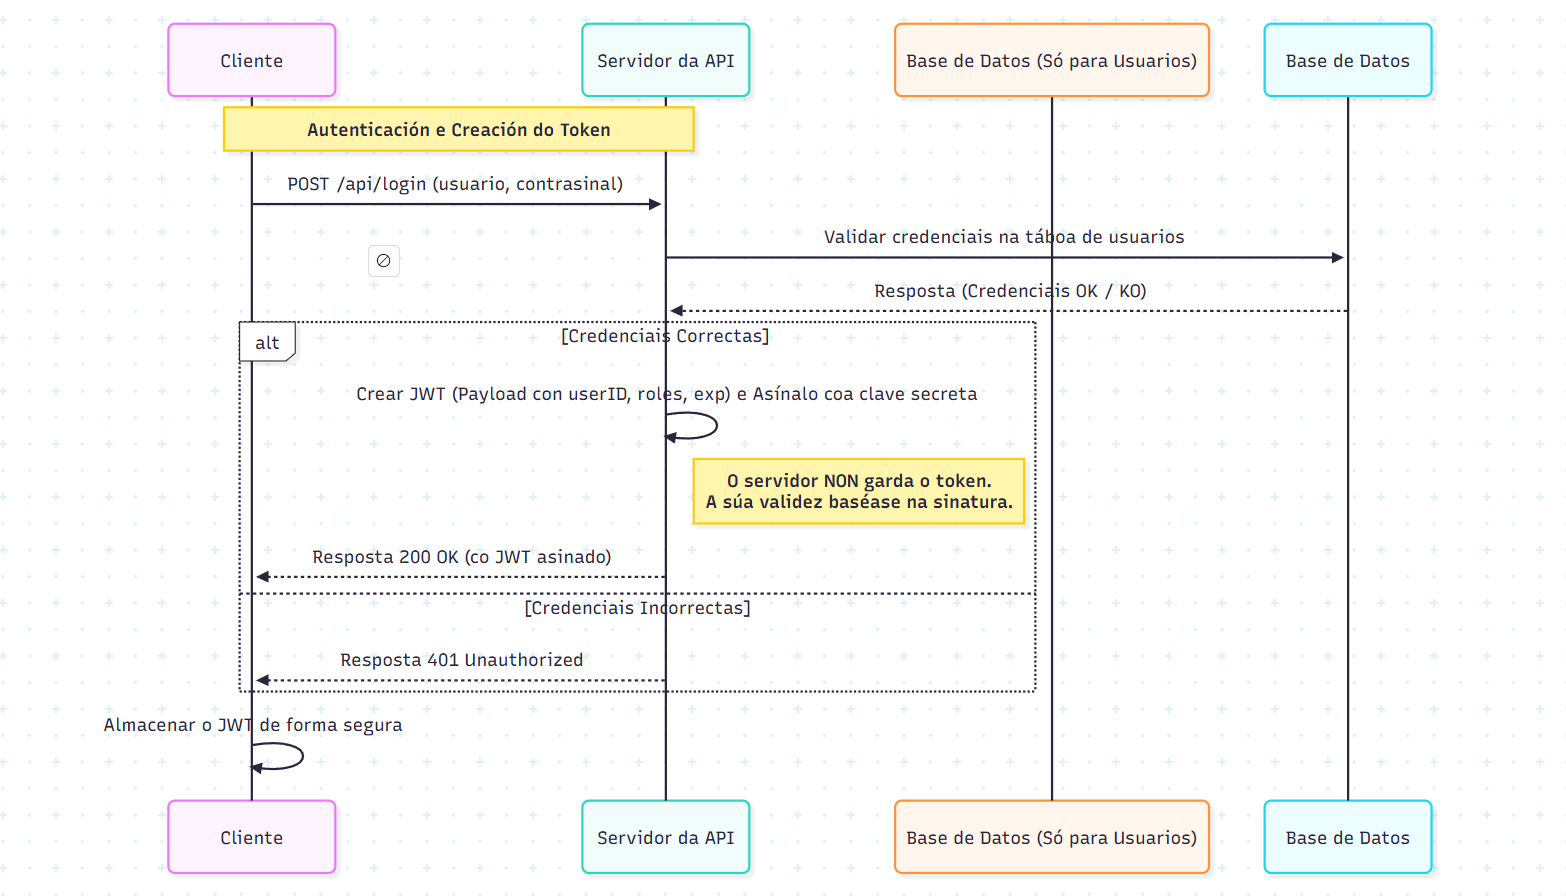 Cliente
Servidor da API
Base de Datos (Só para Usuarios)
Base de Datos
Autenticación e Creación do Token
POST /api/login (usuario, contrasinal)
Validar credenciais na táboa de usuarios
Resposta (Credenciais OK / KO)
alt
[Credenciais Correctas]
Crear JWT (Payload con userID, roles, exp) e Asínalo coa clave secreta
O servidor NON garda o token.
A súa validez baséase na sinatura.
Resposta 200 OK (co JWT asinado)
[Credenciais Incorrectas]
Resposta 401 Unauthorized
Almacenar o JWT de forma segura
Cliente
Servidor da API
Base de Datos (Só para Usuarios)
Base de Datos